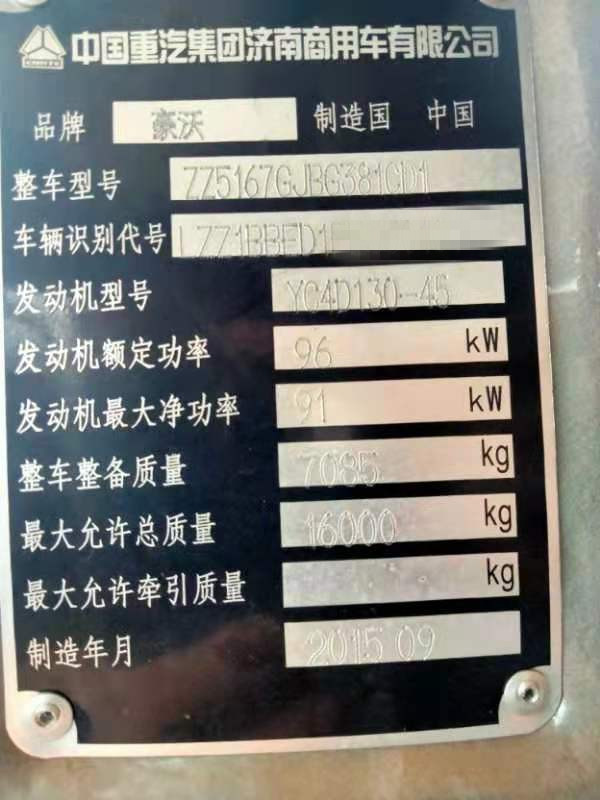 中国重汽集团济南商用车有限公司
品牌 豪沃 制造国 中国
整车型号 ZZ5167GJBG381CD1
车辆识别代号 LZZ1BBED1
发动机型号 YC4D130-45
发动机额定功率 96 kW
发动机最大净功率 91 kW
整车整备质量 7085 kg
最大允许总质量 16000 kg
最大允许牵引质量 kg
制造年月 2015 09